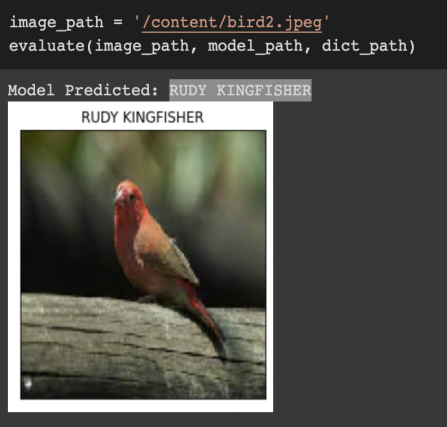 image_path = '/content/bird2.jpeg'
evaluate(image_path, model_path, dict_path)
Model Predicted: RUDY KINGFISHER
RUDY KINGFISHER